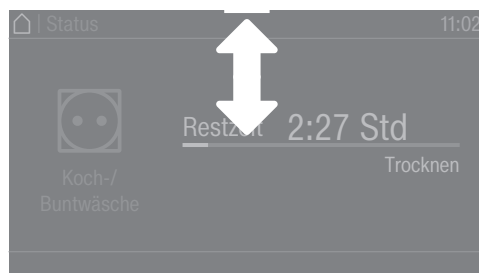 | Status 11:02
Restzeit 2:27 Std
Trocknen
Koch-/
Buntwäsche